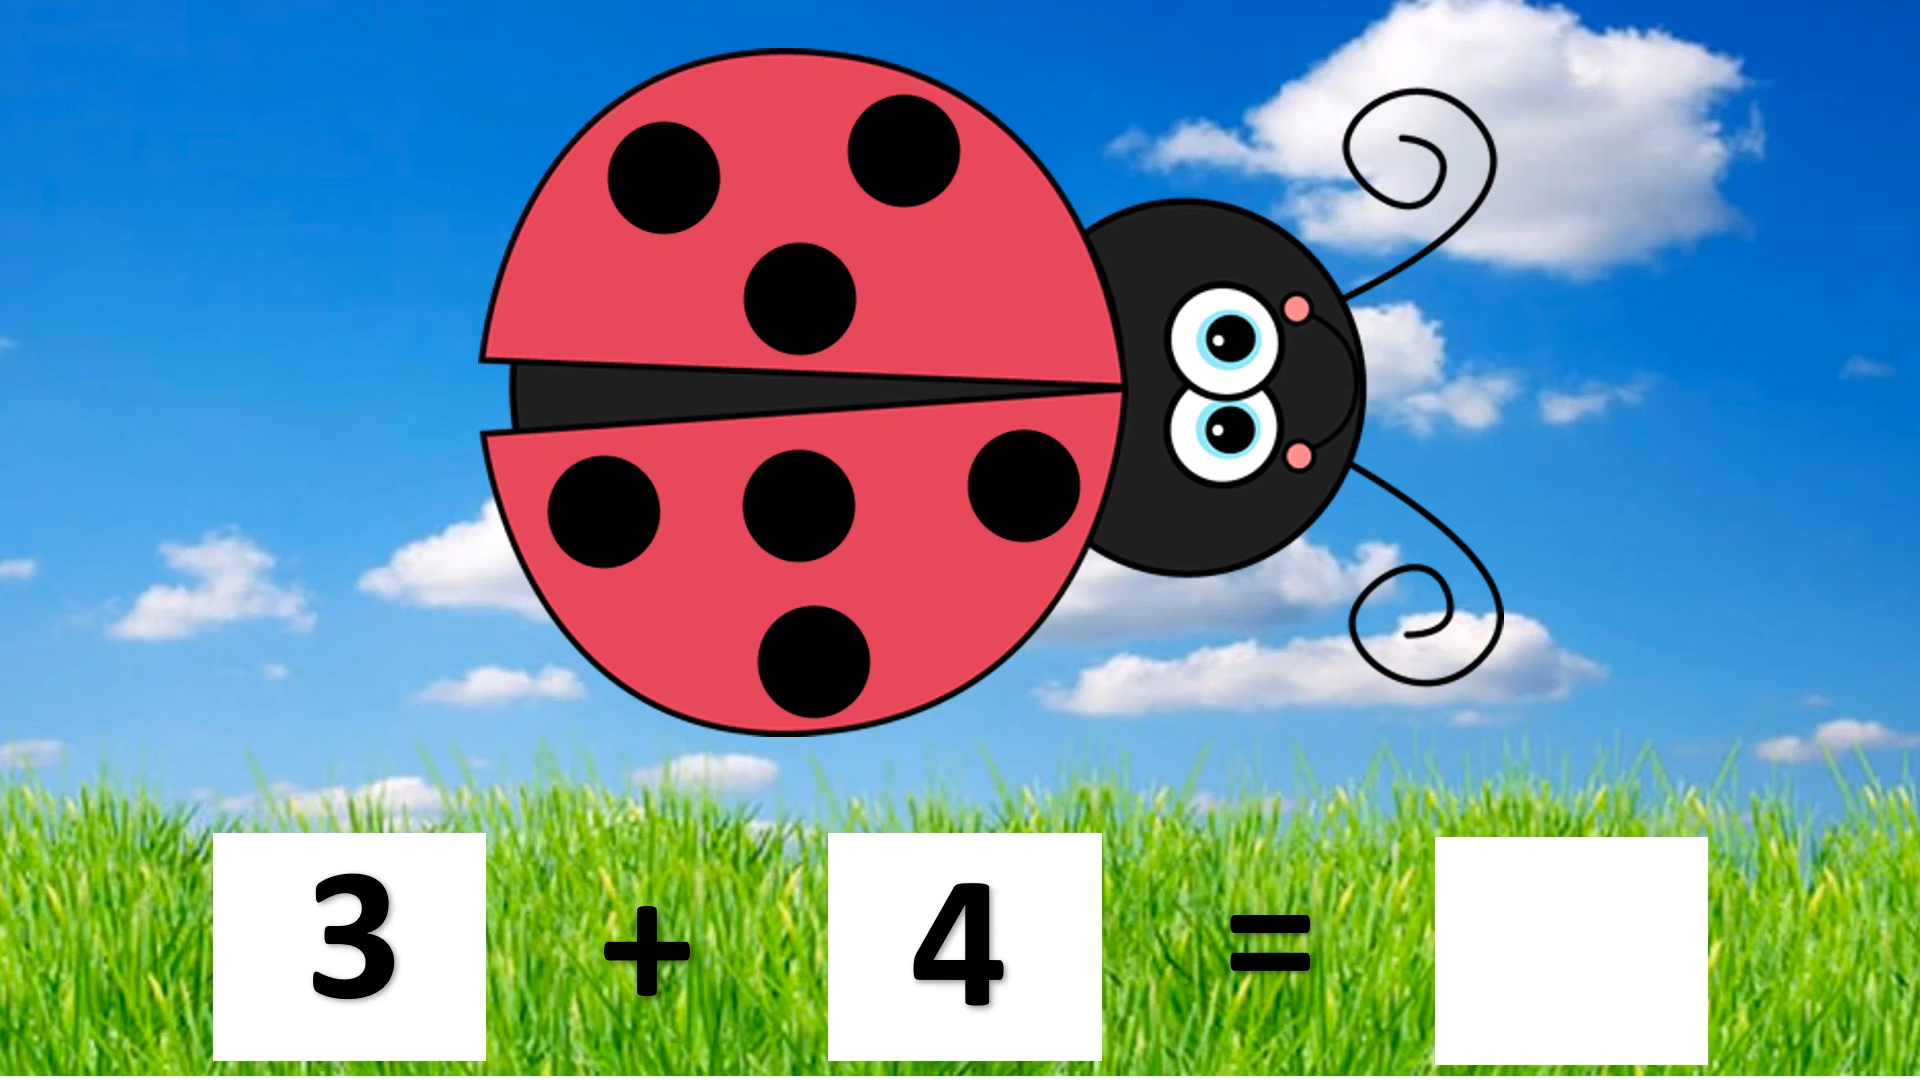 3 + 4 =